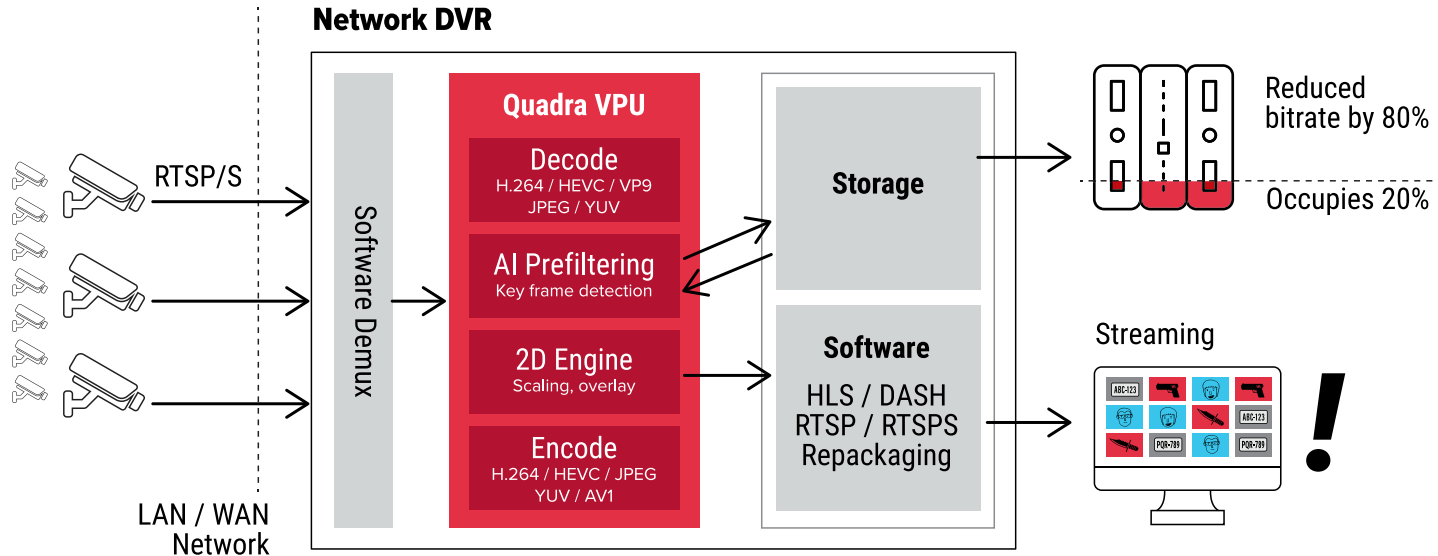 Network DVR
RTSP/S
LAN / WAN
Network
Software Demux
Quadra VPU
Decode
H.264 / HEVC / VP9
JPEG / YUV
AI Prefiltering
Key frame detection
2D Engine
Scaling, overlay
Encode
H.264 / HEVC / JPEG
YUV / AV1
Storage
Software
HLS / DASH
RTSP / RTSPS
Repackaging
Reduced
bitrate by 80%
Occupies 20%
Streaming
ABC-123
ABC-123
PQR-789
PQR-789
!